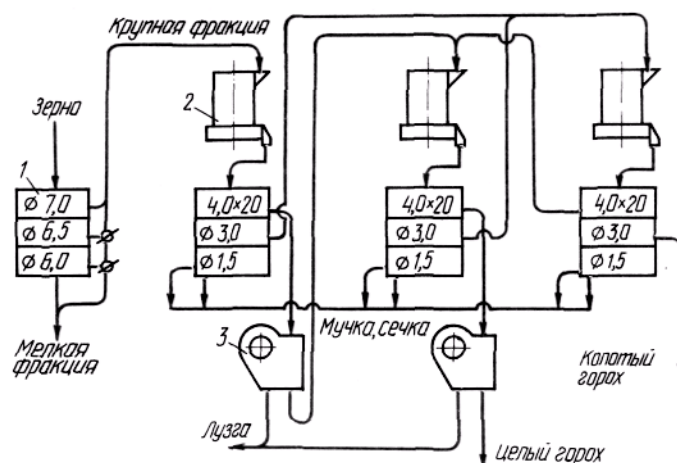 Крупная фракция
Зерно
1
2
ϕ 7,0
ϕ 6,5
ϕ 6,0
4,0×20
ϕ 3,0
ϕ 1,5
4,0×20
ϕ 3,0
ϕ 1,5
4,0×20
ϕ 3,0
ϕ 1,5
Мелкая
фракция
3
Мучка, сечка
Колотый
горох
Лузга
Целый горох